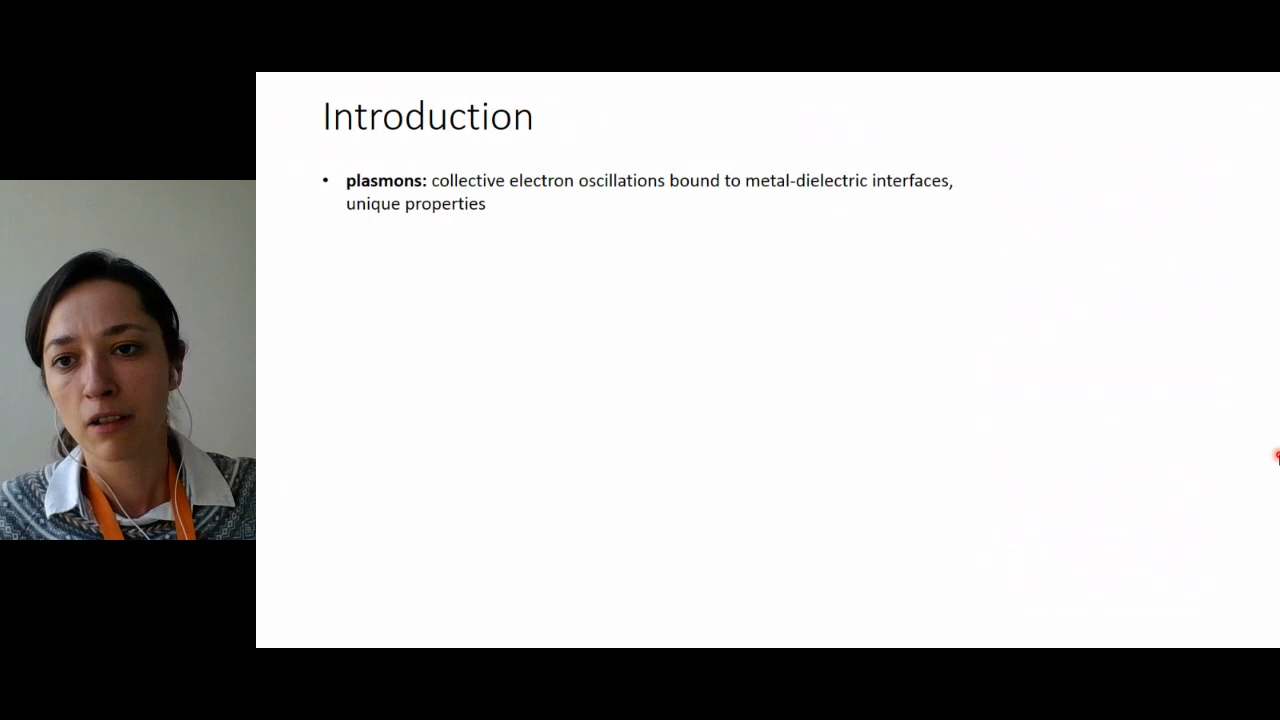 Introduction
• plasmons: collective electron oscillations bound to metal-dielectric interfaces,
unique properties